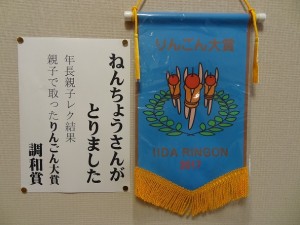 ねんちょうさんが
とりました
年長親子レク結果
親子で取ったりんごん大賞
調和賞
りんごん大賞
IIDA RINGON